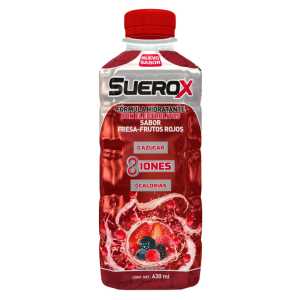 NUEVO
SABOR
SUEROX
FÓRMULA HIDRATANTE
CON ELECTROLITOS
SABOR
FRESA-FRUTOS ROJOS
0 AZÚCAR
8 IONES
0 CALORÍAS
CONT. NET. 630 mL